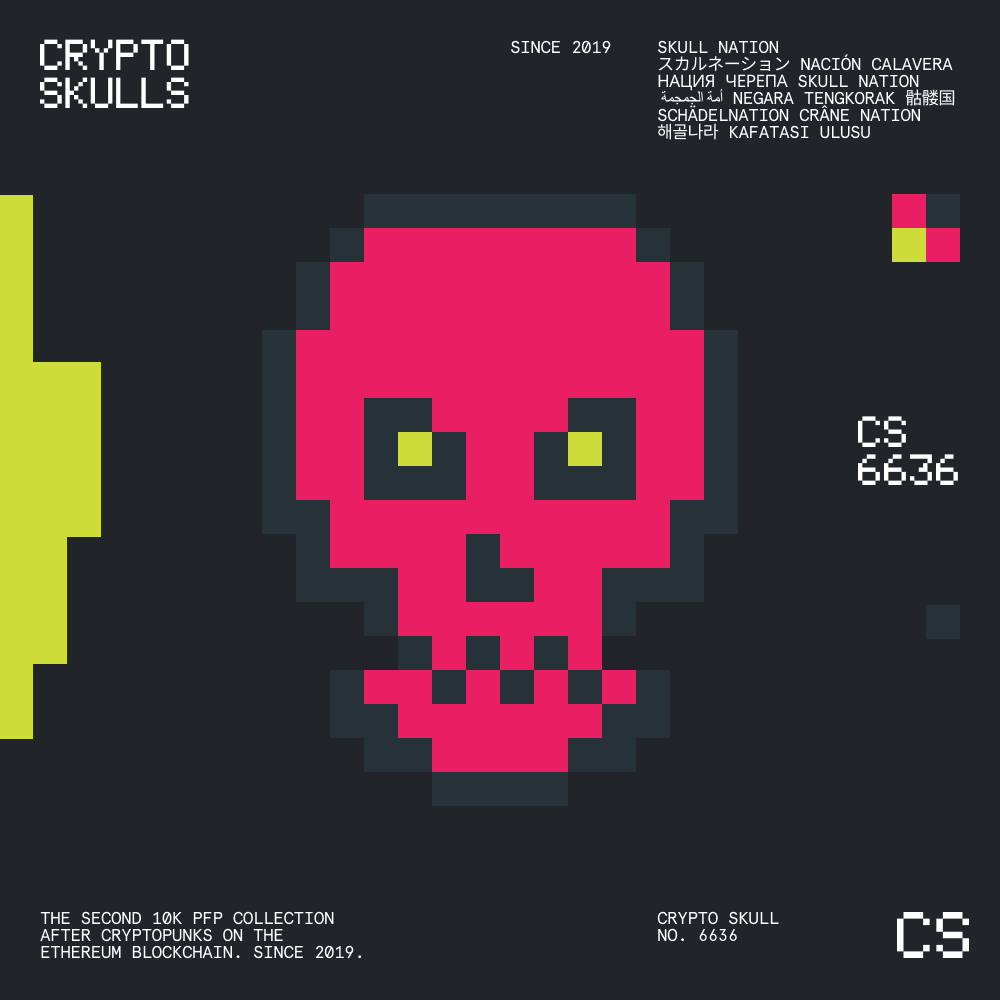 CRYPTO
SKULLS
SINCE 2019
SKULL NATION
スカルネーション NACIÓN CALAVERA
НАЦИЯ ЧЕРЕПА SKULL NATION
أمة الجمجمة NEGARA TENGKORAK 骷髅国
SCHÄDELNATION CRÂNE NATION
해골나라 KAFATASI ULUSU
CS
6636
THE SECOND 10K PFP COLLECTION
AFTER CRYPTOPUNKS ON THE
ETHEREUM BLOCKCHAIN. SINCE 2019.
CRYPTO SKULL
NO. 6636
CS